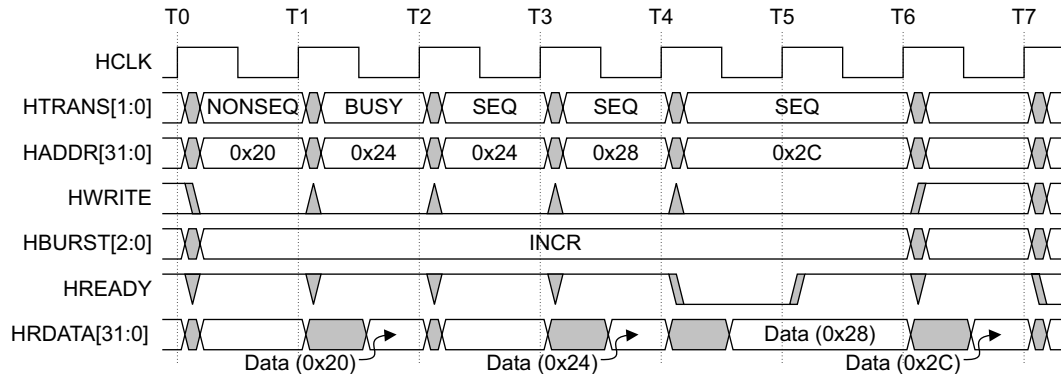 T0 T1 T2 T3 T4 T5 T6 T7
HCLK
HTRANS[1:0] NONSEQ BUSY SEQ SEQ SEQ
HADDR[31:0] 0x20 0x24 0x24 0x28 0x2C
HWRITE
HBURST[2:0] INCR
HREADY
HRDATA[31:0] Data (0x28)
Data (0x20) Data (0x24) Data (0x2C)